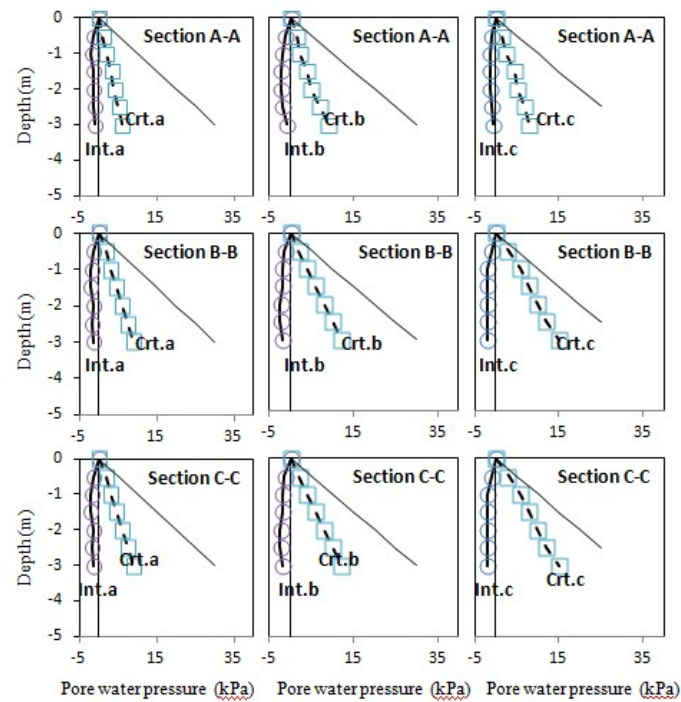 0
-1
-2
-3
-4
-5
Depth (m)
Section A-A
Crt.a
Int.a
-5 15 35
Section A-A
Crt.b
Int.b
-5 15 35
Section A-A
Crt.c
Int.c
-5 15 35
0
-1
-2
-3
-4
-5
Depth(m)
Section B-B
Crt.a
Int.a
-5 15 35
Section B-B
Crt.b
Int.b
-5 15 35
Section B-B
Crt.c
Int.c
-5 15 35
0
-1
-2
-3
-4
-5
Depth(m)
Section C-C
Crt.a
Int.a
-5 15 35
Section C-C
Crt.b
Int.b
-5 15 35
Section C-C
Crt.c
Int.c
-5 15 35
Pore water pressure (kPa)
Pore water pressure (kPa)
Pore water pressure (kPa)